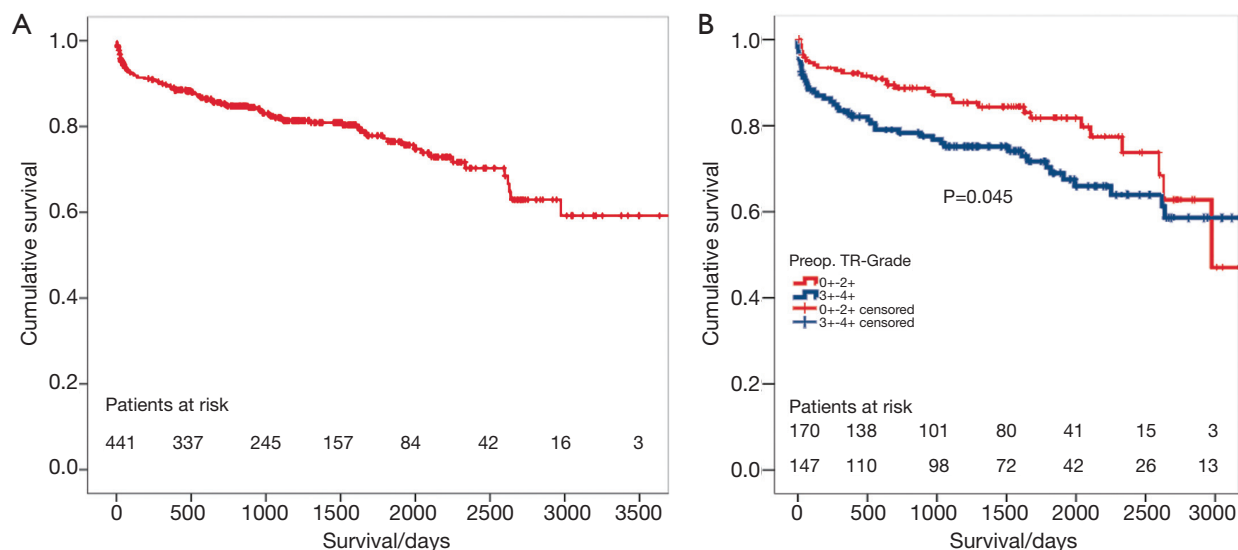 A
Cumulative survival
1.0
0.8
0.6
0.4
0.2
0.0
Patients at risk
441 337 245 157 84 42 16 3
0 500 1000 1500 2000 2500 3000 3500
Survival/days
B
Cumulative survival
1.0
0.8
0.6
0.4
0.2
0.0
P=0.045
Preop. TR-Grade
0+-2+
3+-4+
0+-2+ censored
3+-4+ censored
Patients at risk
170 138 101 80 41 15 3
147 110 98 72 42 26 13
0 500 1000 1500 2000 2500 3000
Survival/days